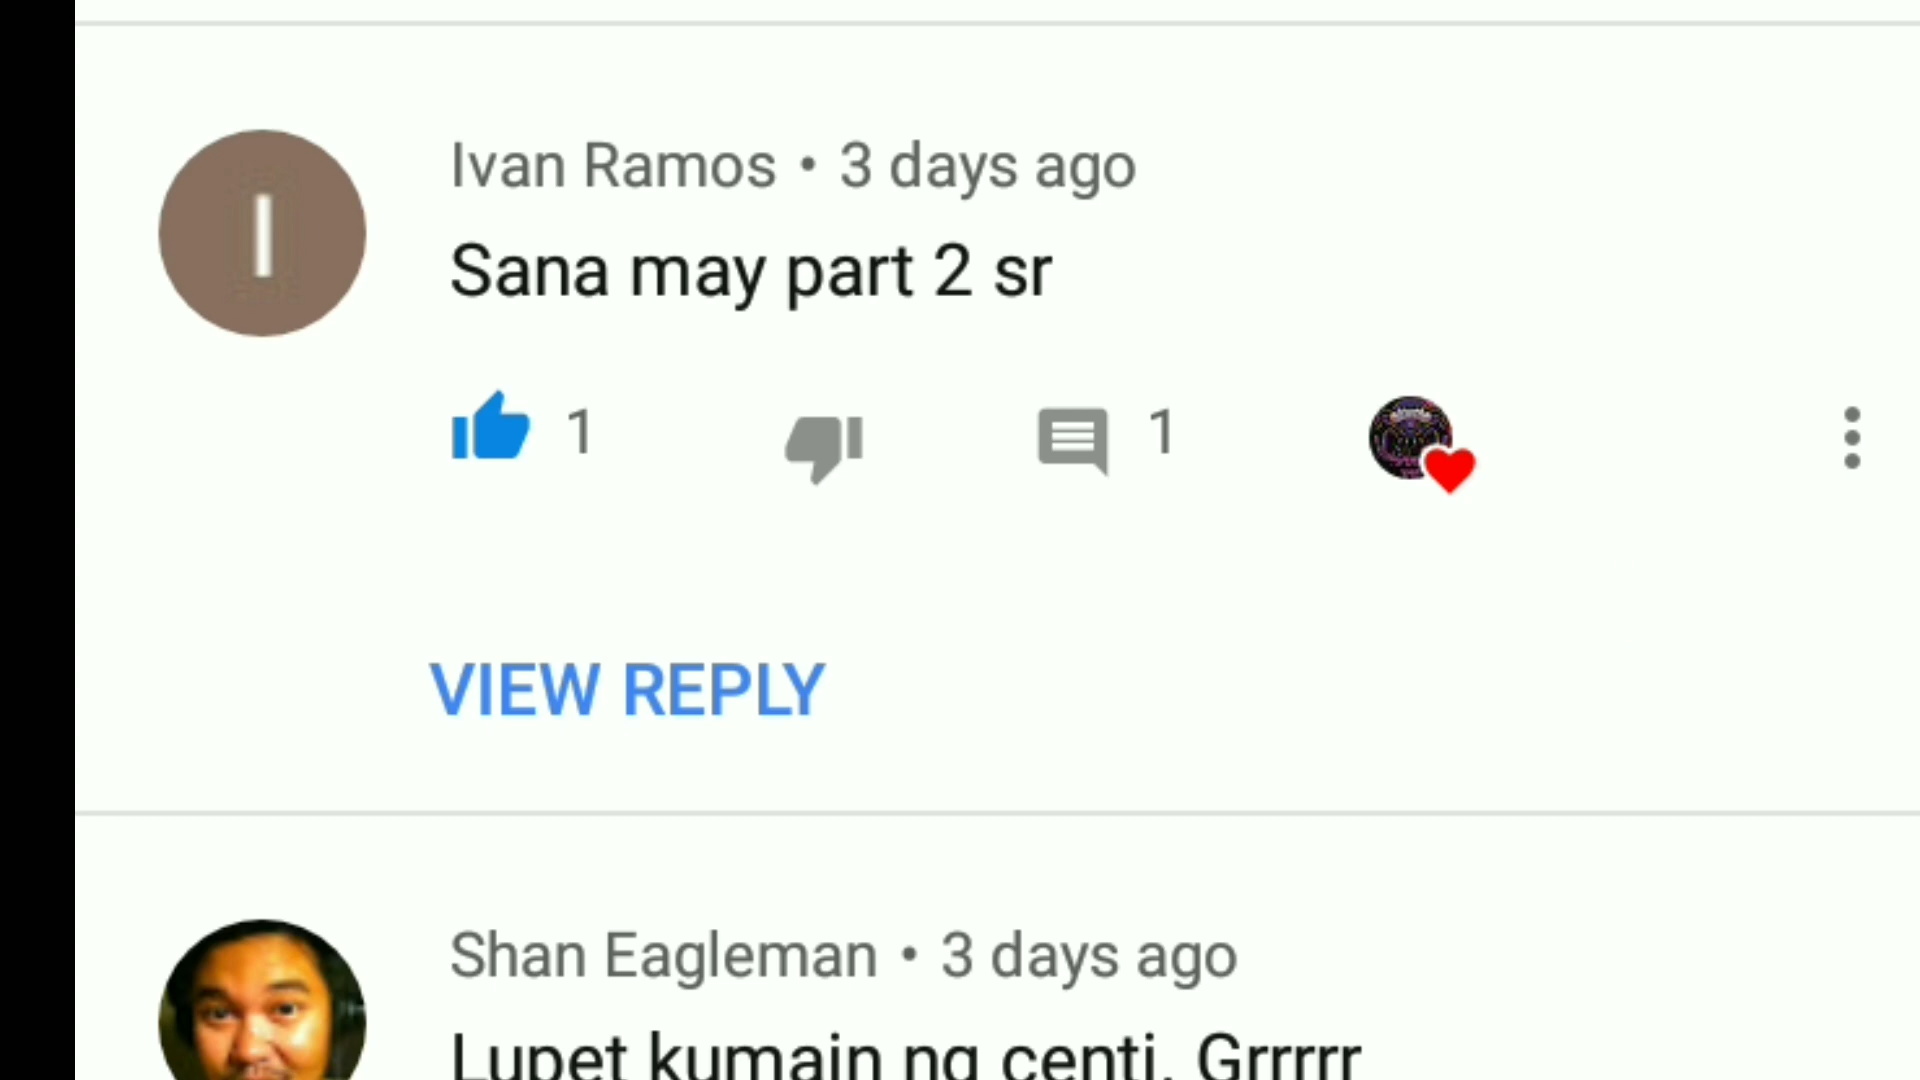 I
Ivan Ramos • 3 days ago
Sana may part 2 sr
1
1
VIEW REPLY
Shan Eagleman • 3 days ago
Lupet kumain ng centi. Grrrrr